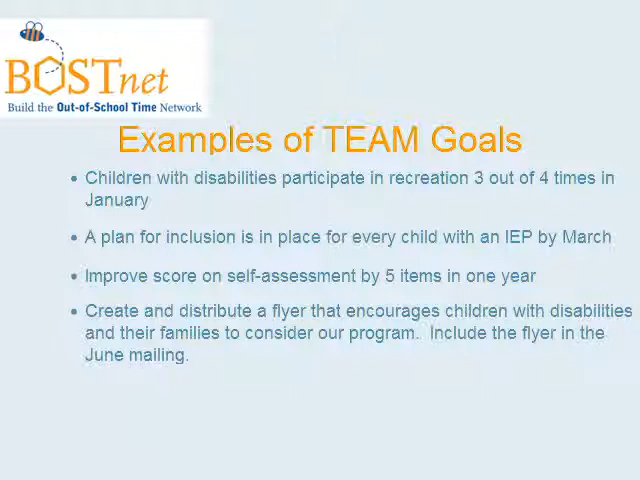 BOSTnet
Build the Out-of-School Time Network
Examples of TEAM Goals
• Children with disabilities participate in recreation 3 out of 4 times in
January
• A plan for inclusion is in place for every child with an IEP by March
• Improve score on self-assessment by 5 items in one year
• Create and distribute a flyer that encourages children with disabilities
and their families to consider our program.  Include the flyer in the
June mailing.